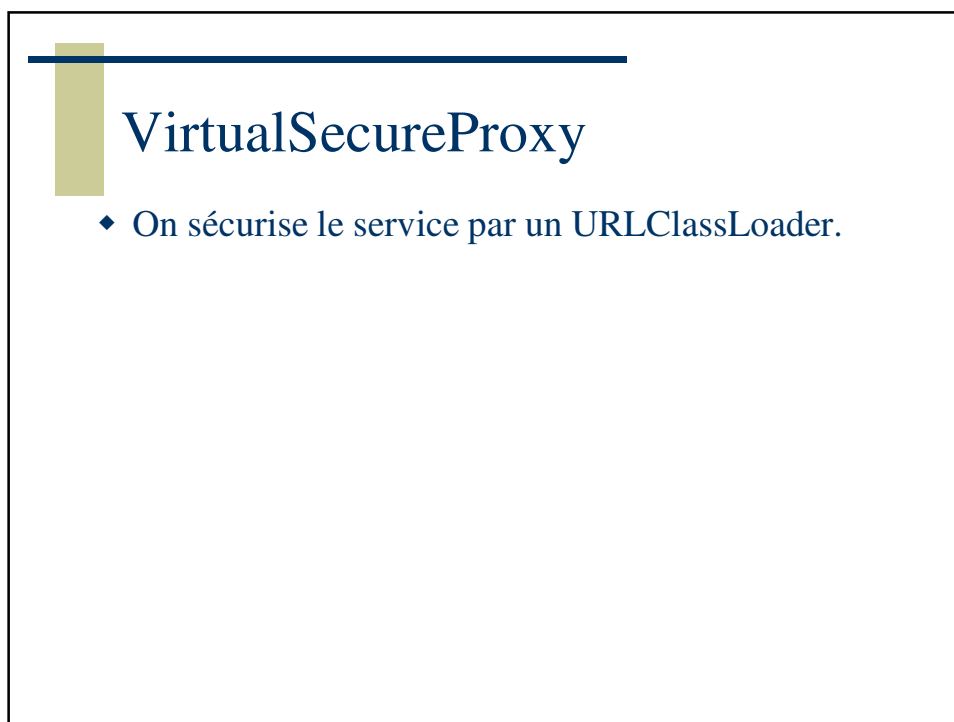 VirtualSecureProxy
◆ On sécurise le service par un URLClassLoader.